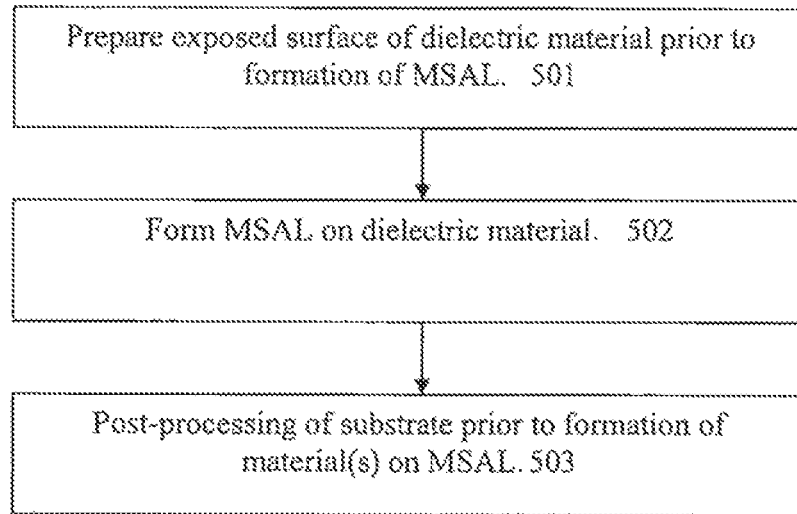 Prepare exposed surface of dielectric material prior to
formation of MSAL. 501
Form MSAL on dielectric material. 502
Post-processing of substrate prior to formation of
material(s) on MSAL. 503